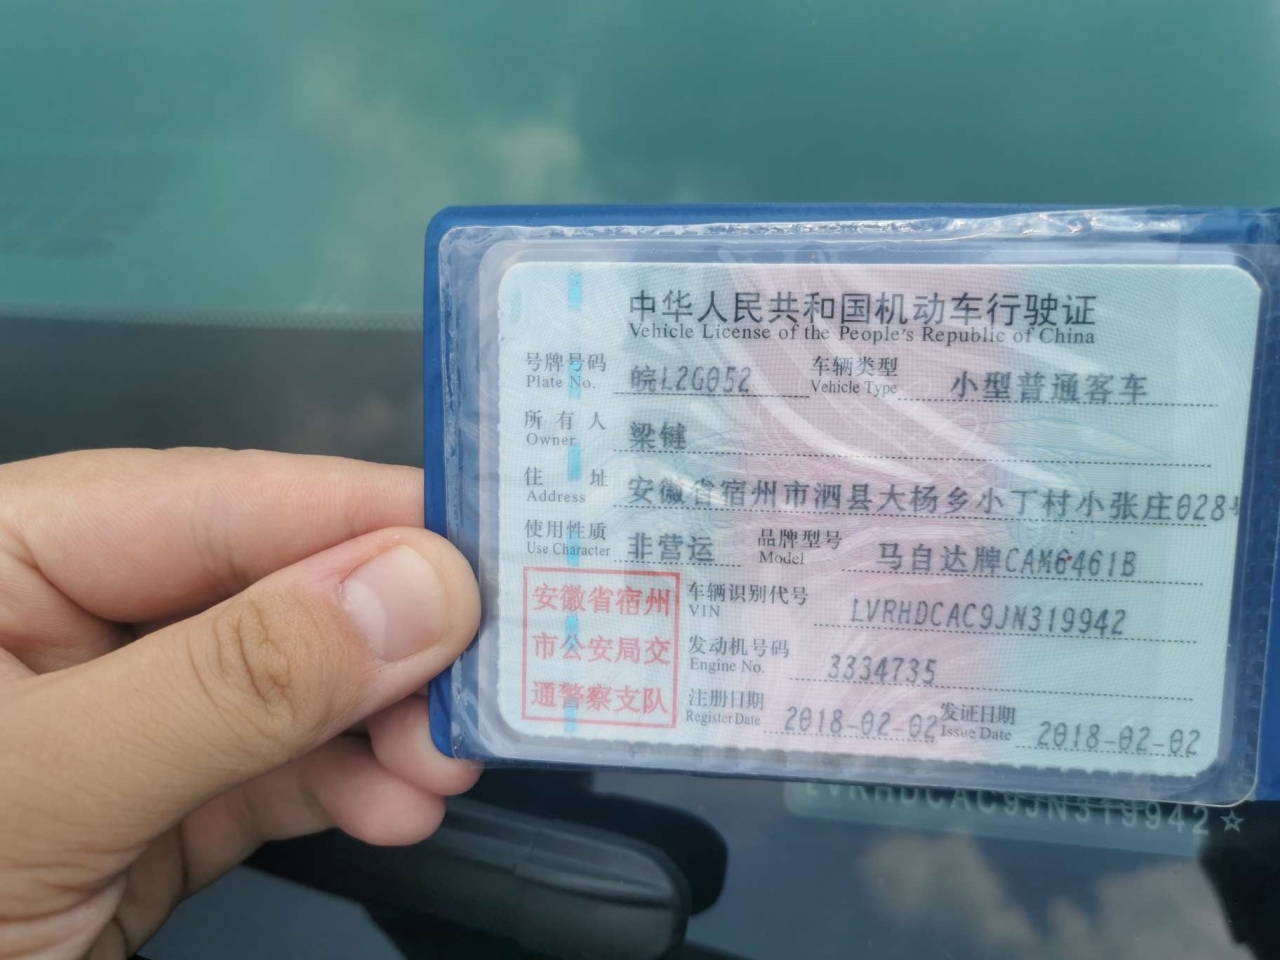 中华人民共和国机动车行驶证
Vehicle License of the People's Republic of China
号牌号码 皖L2G052 车辆类型 小型普通客车
Plate No. Vehicle Type
所有人 梁键
Owner
住址 安徽省宿州市泗县大杨乡小丁村小张庄028
Address
使用性质 非营运 品牌型号 马自达牌CAM6461B
Use Character Model
安徽省宿州
市公安局交
通警察支队
车辆识别代号 LVRHDCAC9JN319942
VIN
发动机号码 3334735
Engine No.
注册日期 2018-02-02 发证日期 2018-02-02
Register Date Issue Date
LVRHDCAC9JN319942☆